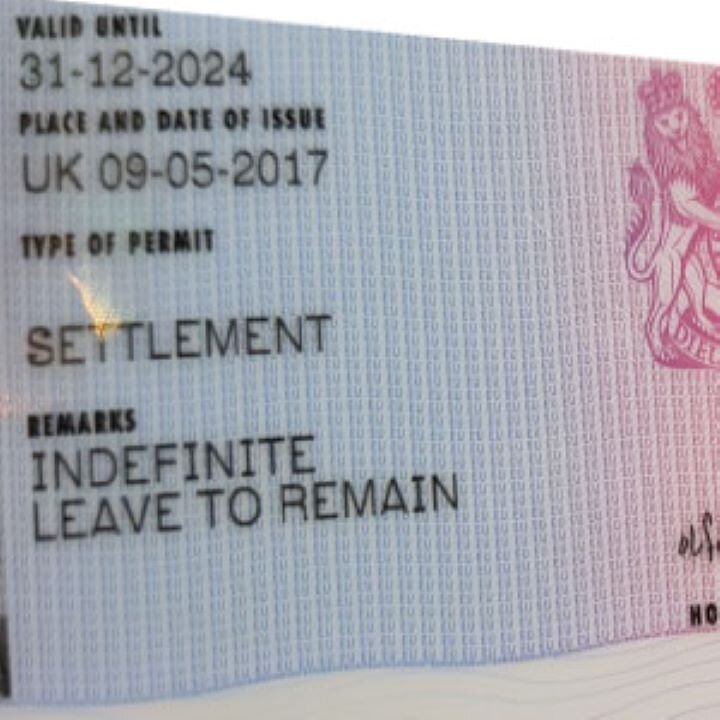 VALID UNTIL
31-12-2024
PLACE AND DATE OF ISSUE
UK 09-05-2017
TYPE OF PERMIT
SETTLEMENT
REMARKS
INDEFINITE
LEAVE TO REMAIN
HO